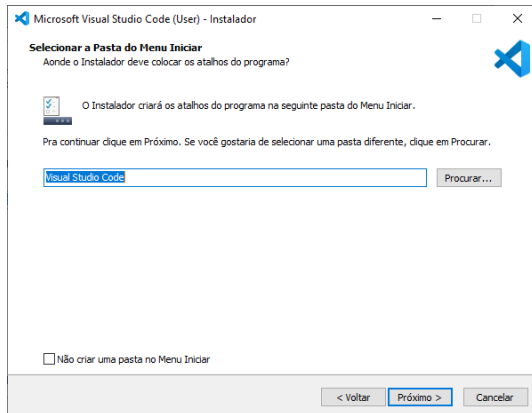 Microsoft Visual Studio Code (User) - Instalador
Selecionar a Pasta do Menu Iniciar
Aonde o Instalador deve colocar os atalhos do programa?
O Instalador criará os atalhos do programa na seguinte pasta do Menu Iniciar.
Pra continuar clique em Próximo. Se você gostaria de selecionar uma pasta diferente, clique em Procurar.
Visual Studio Code
Procurar...
Não criar uma pasta no Menu Iniciar
< Voltar
Próximo >
Cancelar